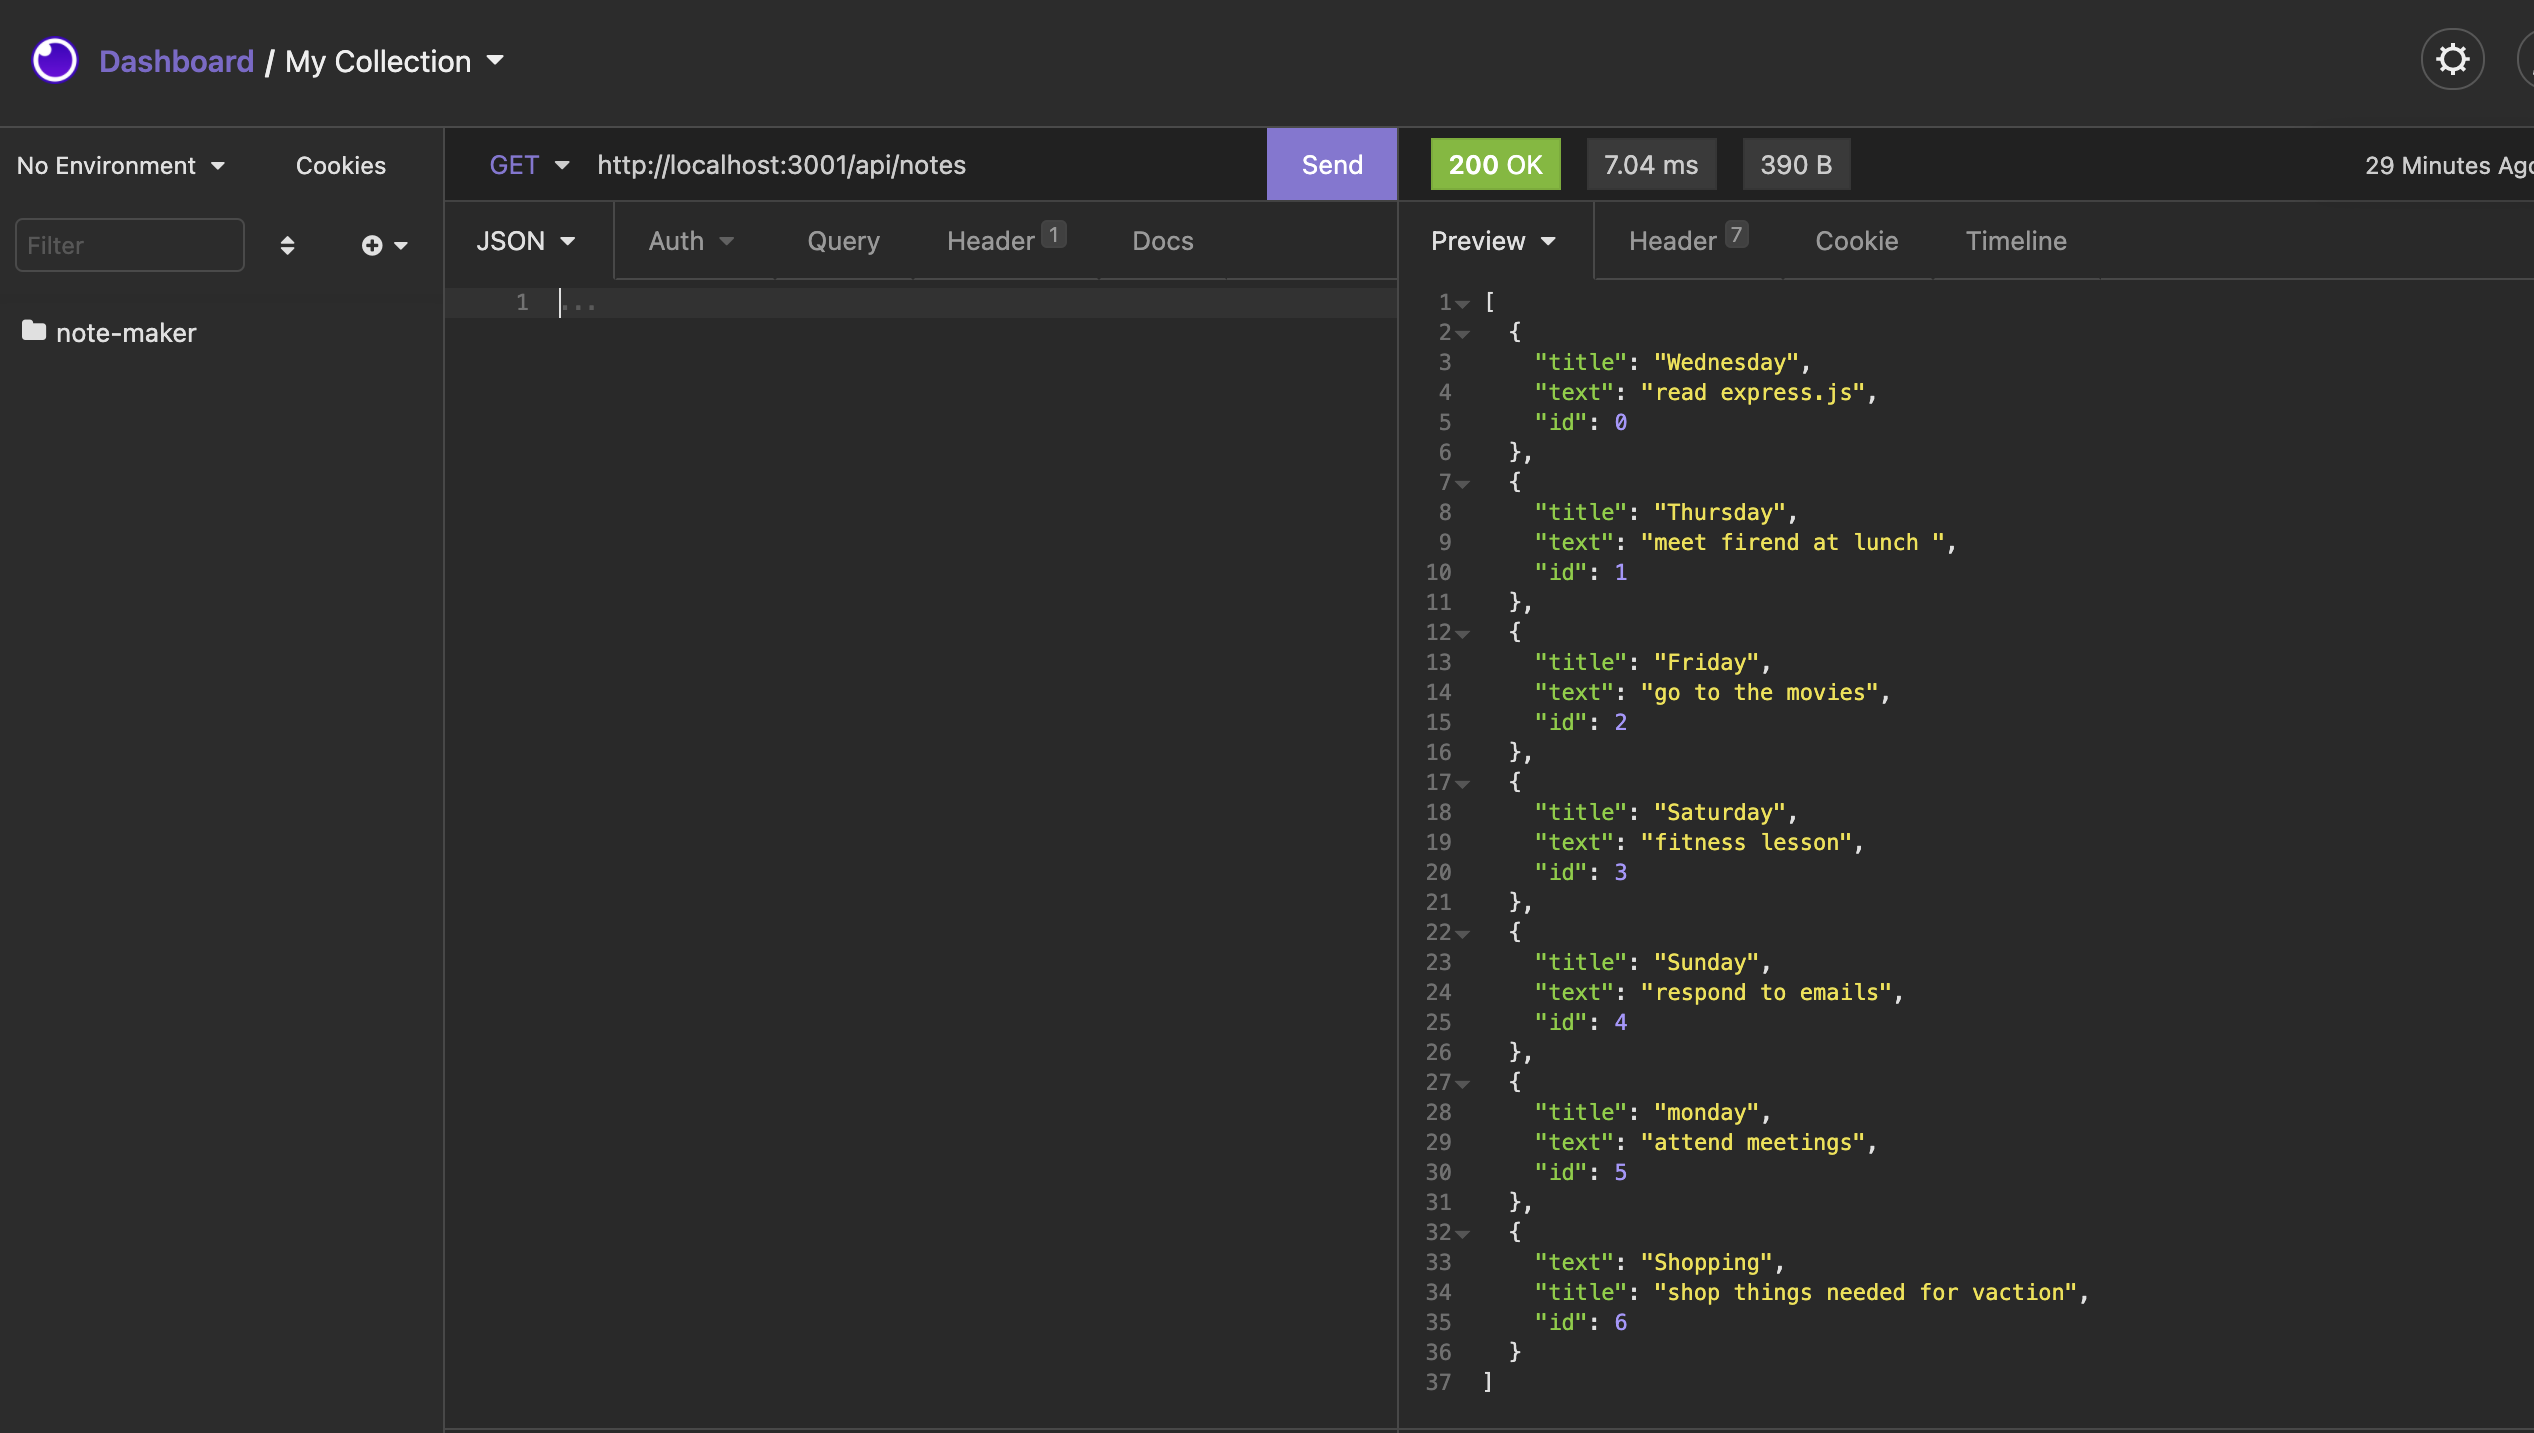 Dashboard / My Collection
No Environment Cookies
GET http://localhost:3001/api/notes Send
200 OK 7.04 ms 390 B 29 Minutes Ago
Filter
JSON Auth Query Header 1 Docs
Preview Header 7 Cookie Timeline
note-maker
1 ...
1 [
2 {
3 "title": "Wednesday",
4 "text": "read express.js",
5 "id": 0
6 },
7 {
8 "title": "Thursday",
9 "text": "meet firend at lunch ",
10 "id": 1
11 },
12 {
13 "title": "Friday",
14 "text": "go to the movies",
15 "id": 2
16 },
17 {
18 "title": "Saturday",
19 "text": "fitness lesson",
20 "id": 3
21 },
22 {
23 "title": "Sunday",
24 "text": "respond to emails",
25 "id": 4
26 },
27 {
28 "title": "monday",
29 "text": "attend meetings",
30 "id": 5
31 },
32 {
33 "text": "Shopping",
34 "title": "shop things needed for vaction",
35 "id": 6
36 }
37 ]